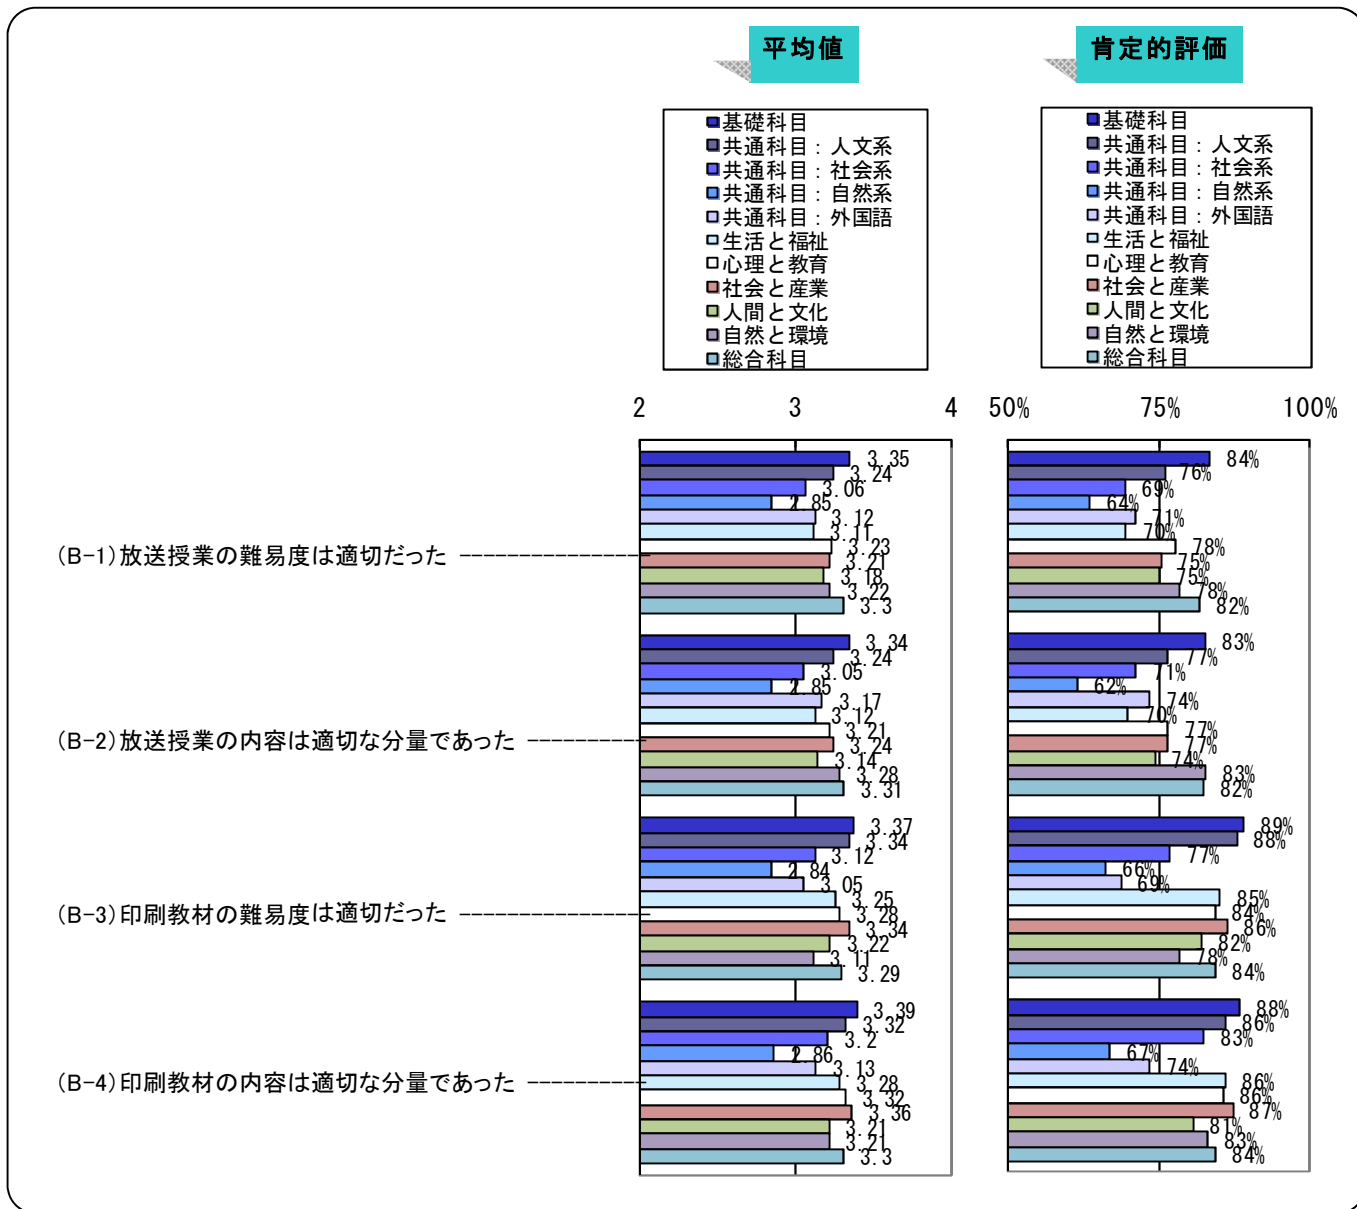 平均値
肯定的評価
基礎科目
共通科目：人文系
共通科目：社会系
共通科目：自然系
共通科目：外国語
生活と福祉
心理と教育
社会と産業
人間と文化
自然と環境
総合科目
基礎科目
共通科目：人文系
共通科目：社会系
共通科目：自然系
共通科目：外国語
生活と福祉
心理と教育
社会と産業
人間と文化
自然と環境
総合科目
2 3 4
50% 75% 100%
(B-1)放送授業の難易度は適切だった
3.35
3.24
3.06
2.85
3.12
3.11
3.23
3.21
3.18
3.22
3.3
84%
76%
69%
64%
71%
70%
78%
75%
75%
78%
82%
(B-2)放送授業の内容は適切な分量であった
3.34
3.24
3.05
2.85
3.17
3.12
3.21
3.24
3.14
3.28
3.31
83%
77%
71%
62%
74%
70%
77%
77%
74%
83%
82%
(B-3)印刷教材の難易度は適切だった
3.37
3.34
3.12
2.84
3.05
3.25
3.28
3.34
3.22
3.11
3.29
89%
88%
77%
66%
69%
85%
84%
86%
82%
78%
84%
(B-4)印刷教材の内容は適切な分量であった
3.39
3.32
3.2
2.86
3.13
3.28
3.32
3.36
3.21
3.21
3.3
88%
86%
83%
67%
74%
86%
86%
87%
81%
83%
84%